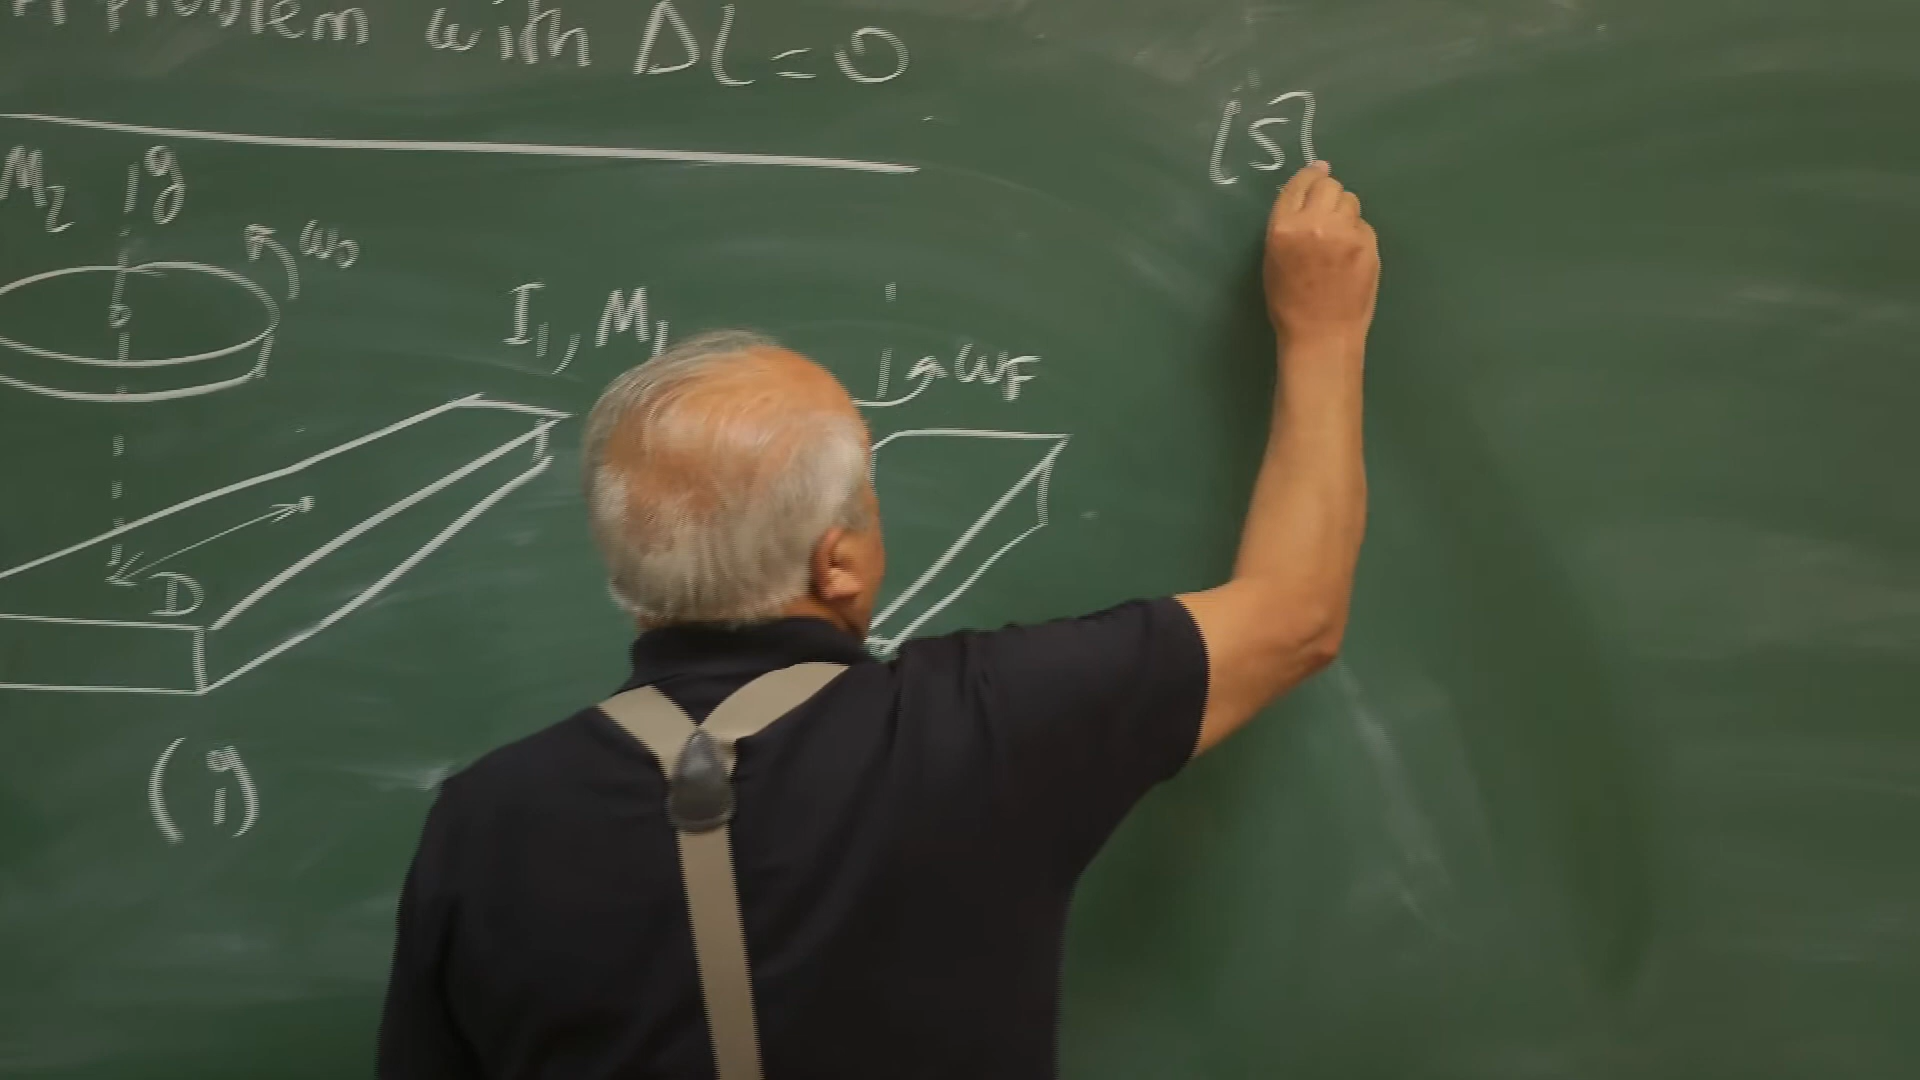 A problem with ΔL=0
M2 g
ω0
I1, M1
ωF
D
(i)
[5]